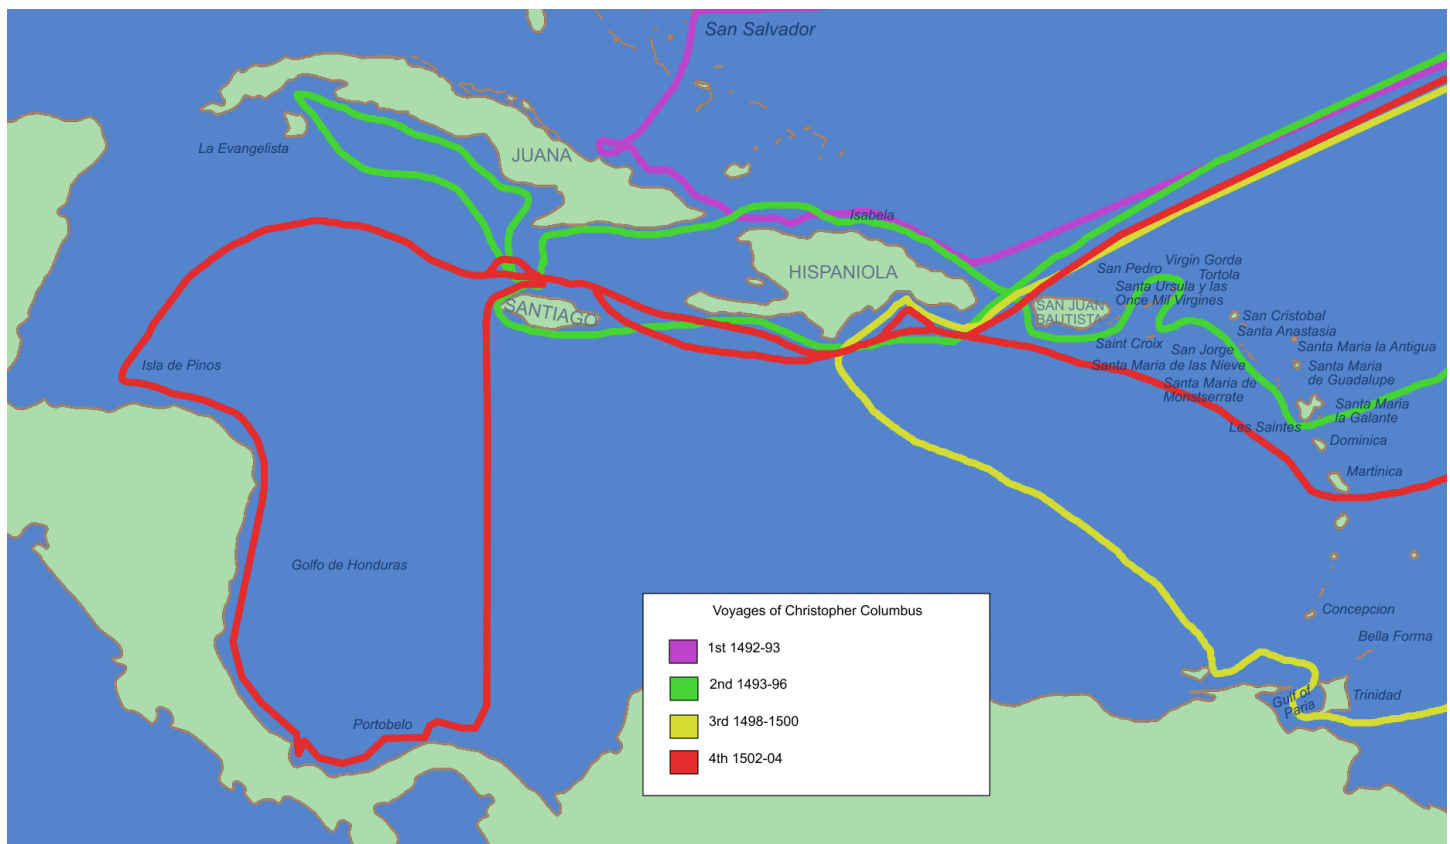 San Salvador
La Evangelista
JUANA
Isabela
HISPANIOLA
SANTIAGO
SAN JUAN
BAUTISTA
San Pedro
Virgin Gorda
Tortola
Santa Ursula y las
Once Mil Virgines
San Cristobal
Santa Anastasia
Saint Croix
San Jorge
Santa Maria la Antigua
Santa Maria de las Nieve
Santa Maria
de Guadalupe
Santa Maria de
Monstserrate
Santa Maria
la Galante
Les Saintes
Dominica
Martinica
Isla de Pinos
Golfo de Honduras
Portobelo
Concepcion
Bella Forma
Gulf of
Paria
Trinidad
Voyages of Christopher Columbus
1st 1492-93
2nd 1493-96
3rd 1498-1500
4th 1502-04